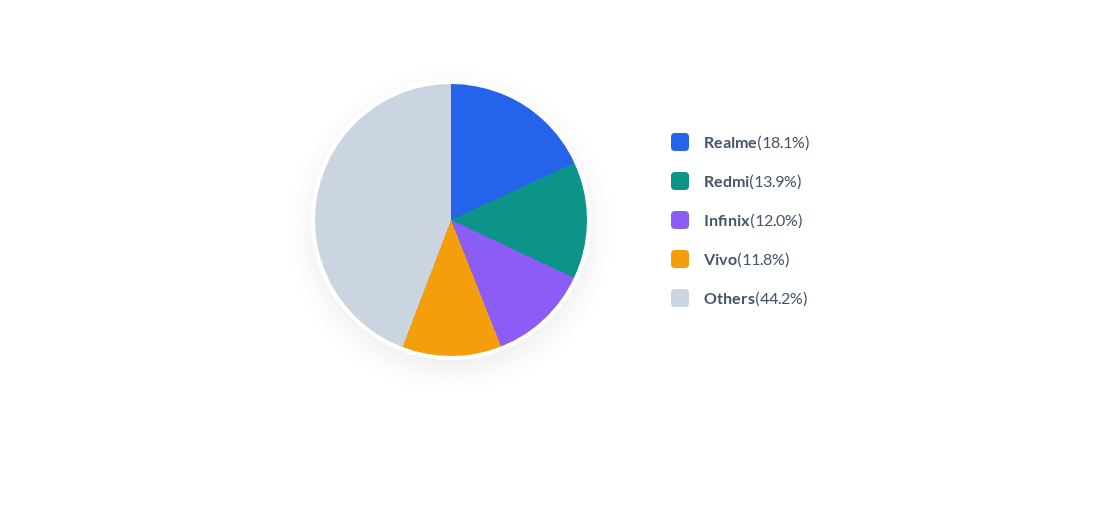 Realme(18.1%)
Redmi(13.9%)
Infinix(12.0%)
Vivo(11.8%)
Others(44.2%)